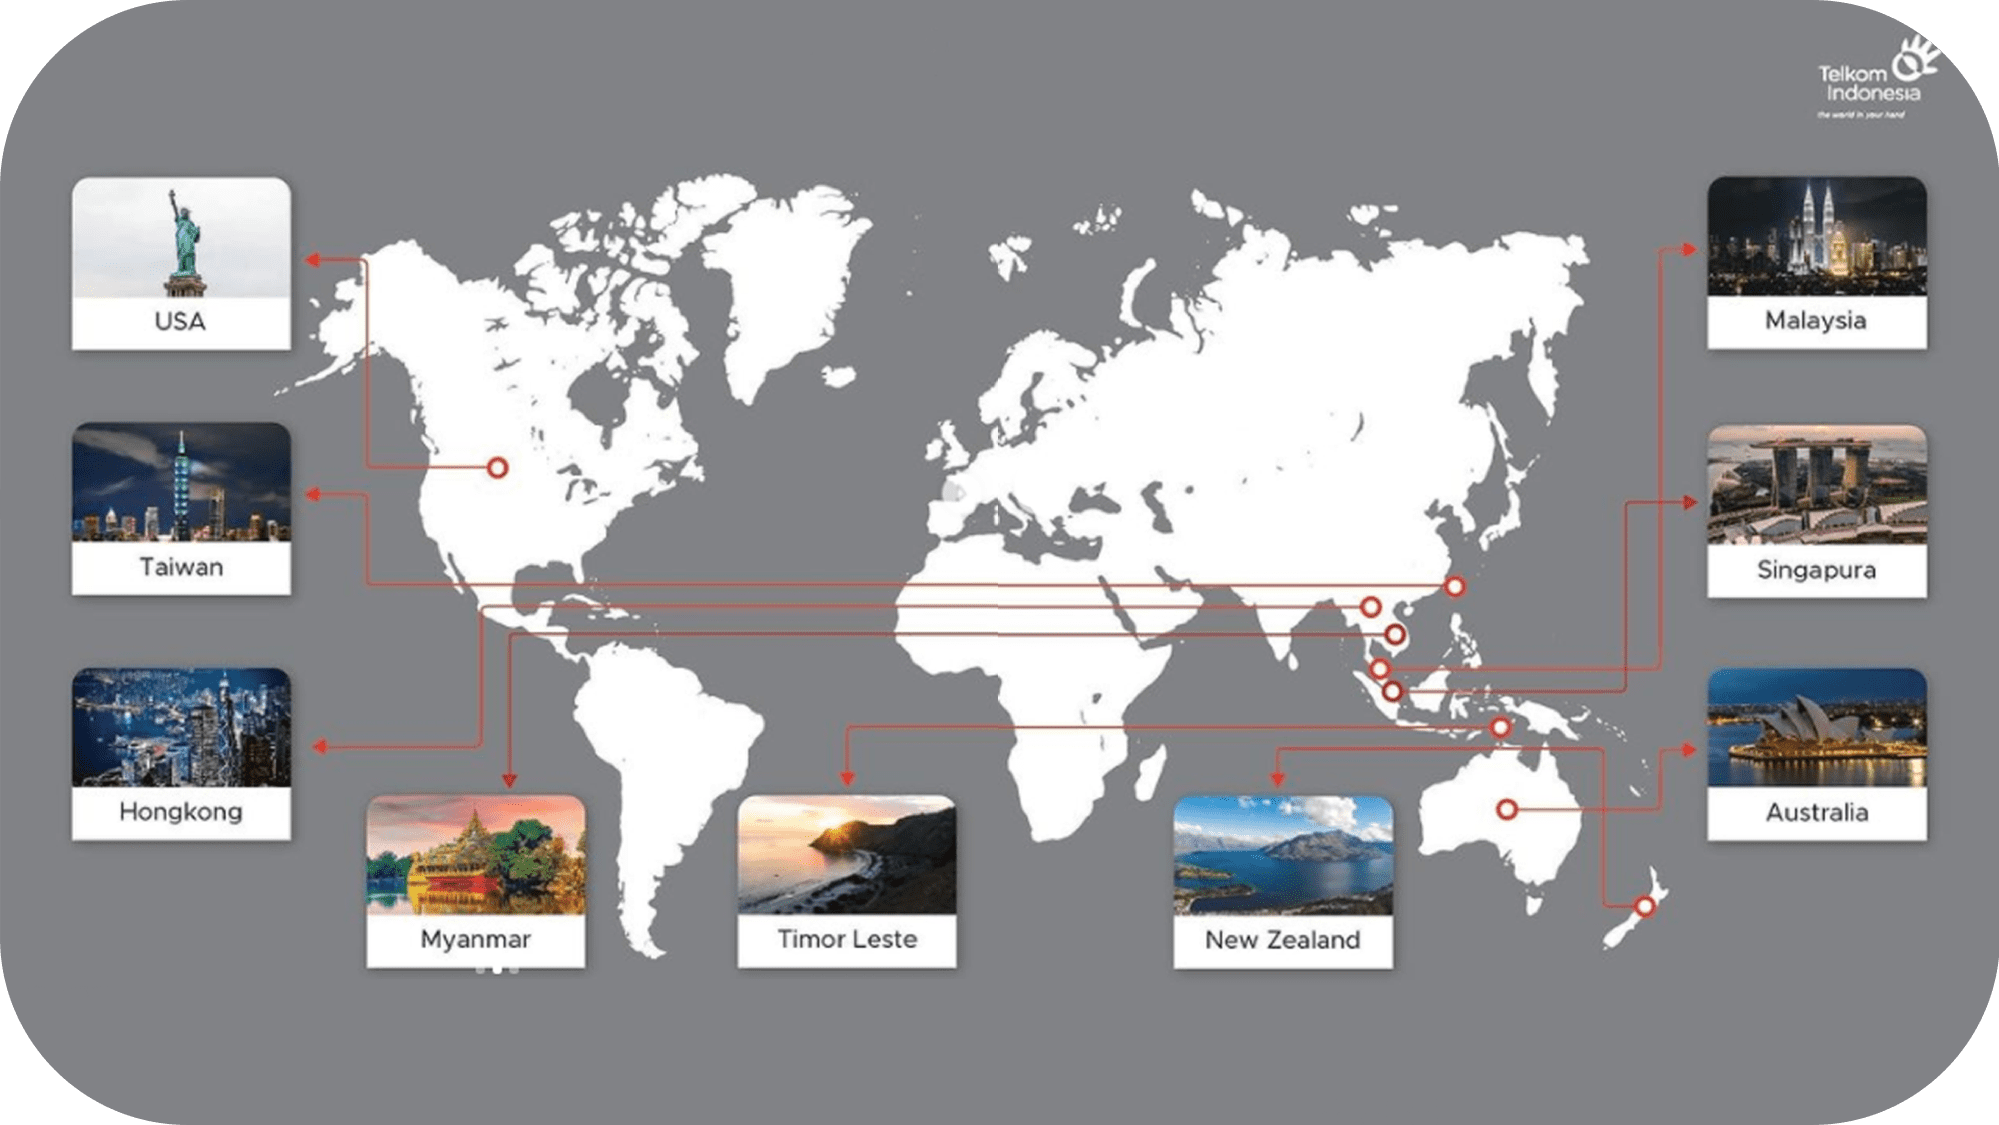 Telkom
Indonesia
the world in your hand
USA
Malaysia
Taiwan
Singapura
Hongkong
Australia
Myanmar
Timor Leste
New Zealand